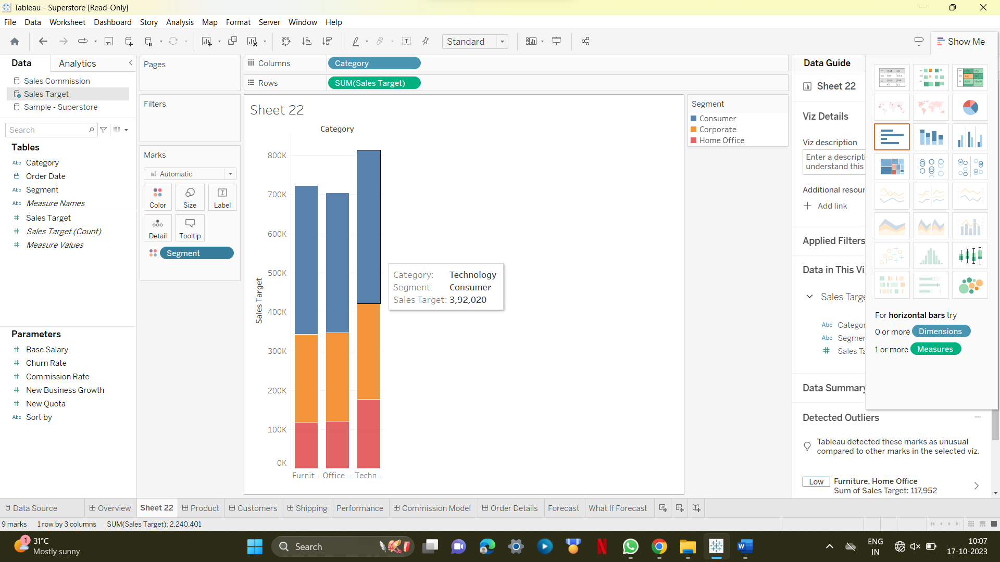 Tableau - Superstore [Read-Only]
File Data Worksheet Dashboard Story Analysis Map Format Server Window Help
Standard
Show Me
Data
Analytics
Sales Commission
Sales Target
Sample - Superstore
Search
Tables
Abc Category
Order Date
Abc Segment
Abc Measure Names
# Sales Target
# Sales Target (Count)
# Measure Values
Parameters
# Base Salary
# Churn Rate
# Commission Rate
# New Business Growth
# New Quota
Abc Sort by
Pages
Filters
Marks
Automatic
Color
Size
Label
Detail
Tooltip
Segment
Columns
Category
Rows
SUM(Sales Target)
Sheet 22
Category
800K
700K
600K
500K
400K
300K
200K
100K
0K
Sales Target
Furnit.. Office .. Techn..
Category: Technology
Segment: Consumer
Sales Target: 3,92,020
Segment
Consumer
Corporate
Home Office
Data Guide
Sheet 22
Viz Details
Viz description
Enter a descripti
understand this
Additional resour
Add link
Applied Filters
Data in This Vi
Sales Targe
Abc Categor
Abc Segmer
# Sales Ta
Data Summary
Detected Outliers
Tableau detected these marks as unusual
compared to other marks in the selected viz.
Low
Furniture, Home Office
Sum of Sales Target: 117,952
For horizontal bars try
0 or more Dimensions
1 or more Measures
Data Source
Overview
Sheet 22
Product
Customers
Shipping
Performance
Commission Model
Order Details
Forecast
What If Forecast
9 marks 1 row by 3 columns SUM(Sales Target): 2,240,401
1
31°C
Mostly sunny
Search
ENG
IN
10:07
17-10-2023